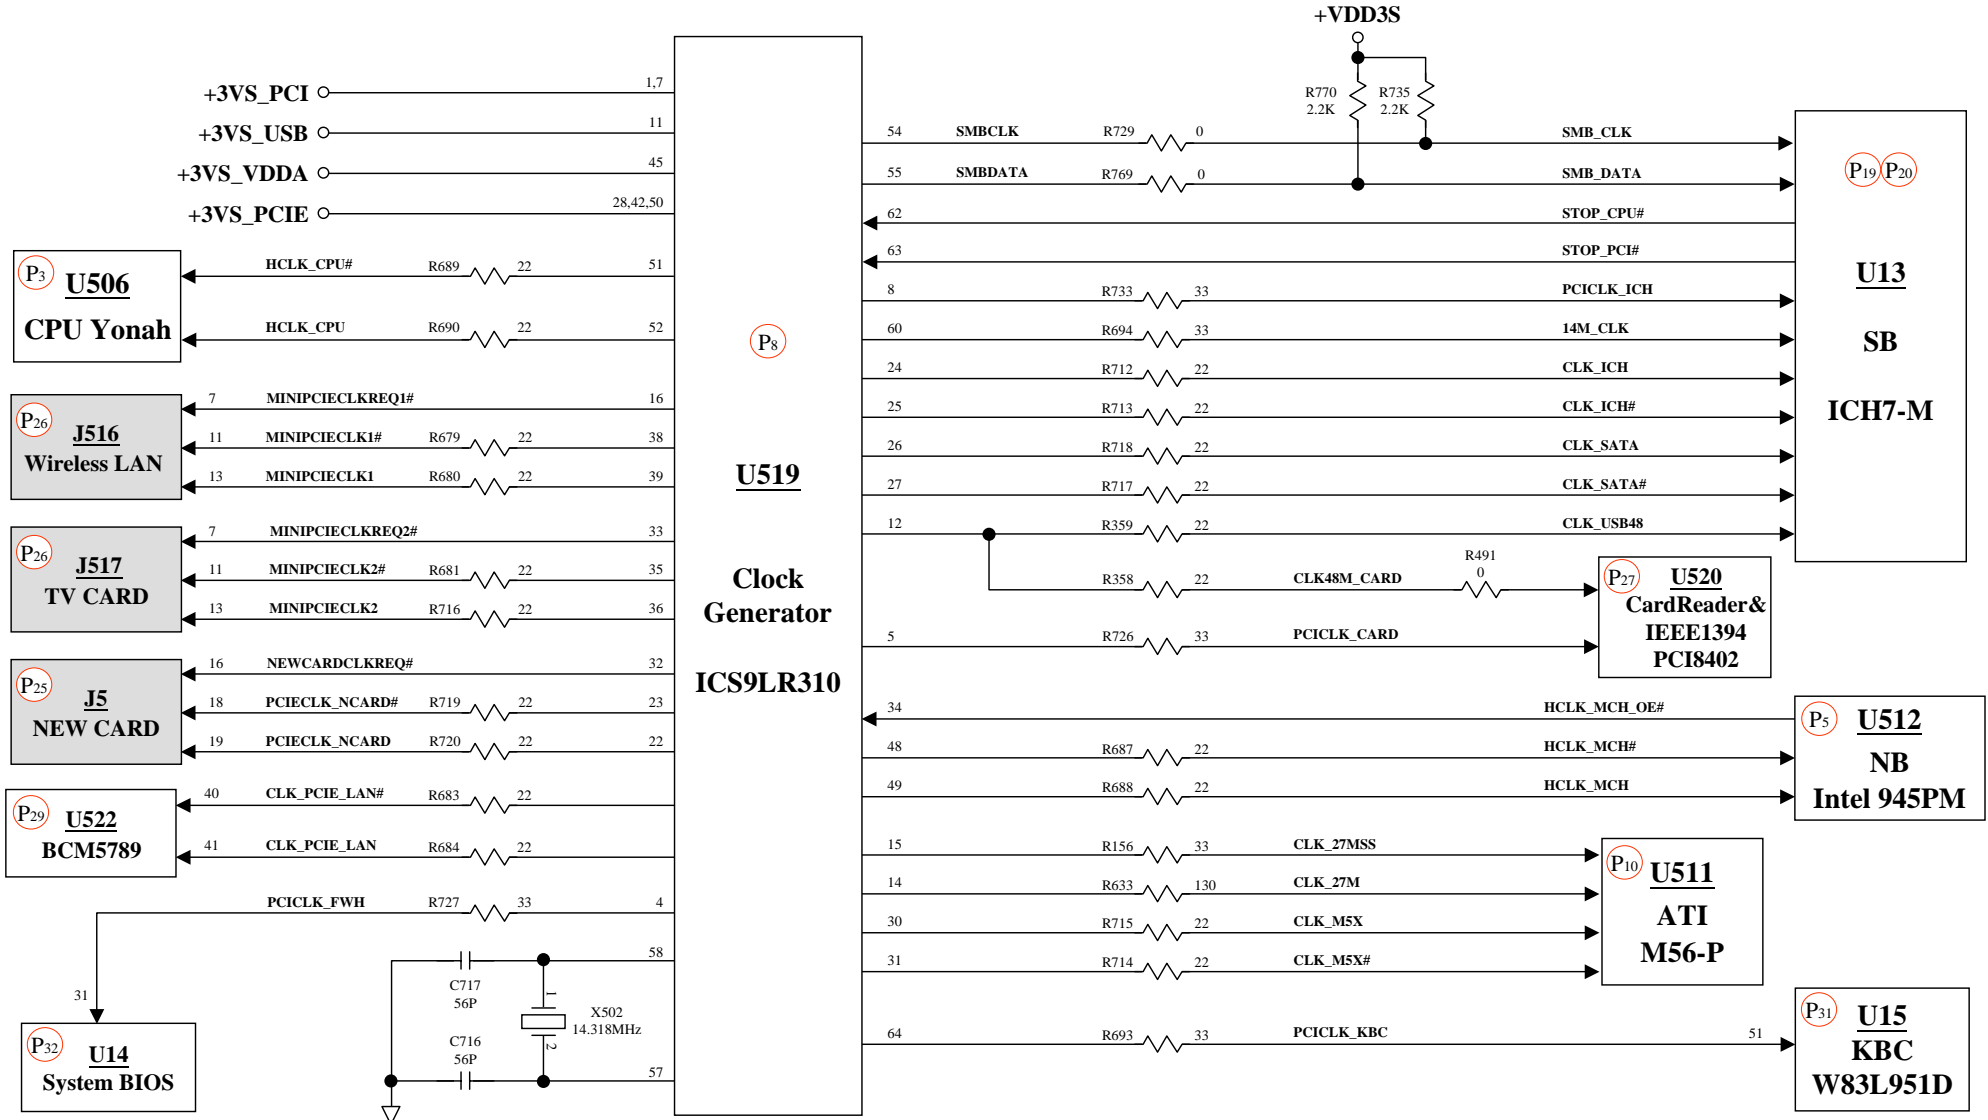 +VDD3S
R770
2.2K
R735
2.2K
+3VS_PCI 1,7
+3VS_USB 11
+3VS_VDDA 45
+3VS_PCIE 28,42,50
P3 U506
CPU Yonah
HCLK_CPU# R689 22 51
HCLK_CPU R690 22 52
P26
J516
Wireless LAN
7 MINIPCIECLKREQ1# 16
11 MINIPCIECLK1# R679 22 38
13 MINIPCIECLK1 R680 22 39
P26
J517
TV CARD
7 MINIPCIECLKREQ2# 33
11 MINIPCIECLK2# R681 22 35
13 MINIPCIECLK2 R716 22 36
P25
J5
NEW CARD
16 NEWCARDCLKREQ# 32
18 PCIECLK_NCARD# R719 22 23
19 PCIECLK_NCARD R720 22 22
P29
U522
BCM5789
40 CLK_PCIE_LAN# R683 22
41 CLK_PCIE_LAN R684 22
PCICLK_FWH R727 33 4
31
P32
U14
System BIOS
58
C717
56P
1
X502
14.318MHz
2
C716
56P
57
P8
U519
Clock
Generator
ICS9LR310
54 SMBCLK R729 0 SMB_CLK
55 SMBDATA R769 0 SMB_DATA
62 STOP_CPU#
63 STOP_PCI#
8 R733 33 PCICLK_ICH
60 R694 33 14M_CLK
24 R712 22 CLK_ICH
25 R713 22 CLK_ICH#
26 R718 22 CLK_SATA
27 R717 22 CLK_SATA#
12 R359 22 CLK_USB48
P19 P20
U13
SB
ICH7-M
R358 22 CLK48M_CARD R491
0
5 R726 33 PCICLK_CARD
P27 U520
CardReader&
IEEE1394
PCI8402
34 HCLK_MCH_OE#
48 R687 22 HCLK_MCH#
49 R688 22 HCLK_MCH
P5 U512
NB
Intel 945PM
15 R156 33 CLK_27MSS
14 R633 130 CLK_27M
30 R715 22 CLK_M5X
31 R714 22 CLK_M5X#
P10 U511
ATI
M56-P
64 R693 33 PCICLK_KBC 51
P31 U15
KBC
W83L951D